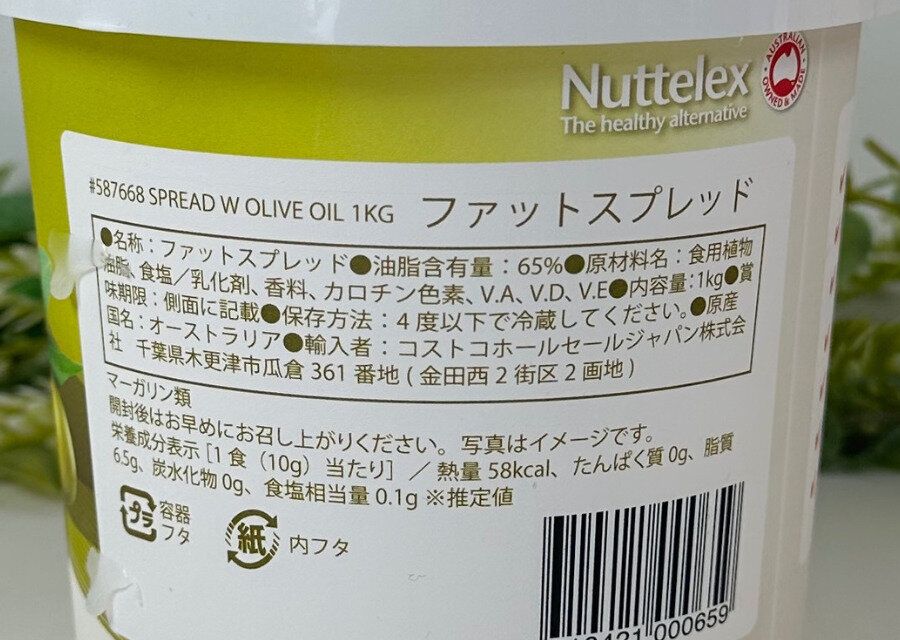 Nuttelex
The healthy alternative
AUSTRALIAN
OWNED & MADE
#587668 SPREAD W OLIVE OIL 1KG ファットスプレッド
●名称：ファットスプレッド●油脂含有量：65%●原材料名：食用植物
油脂、食塩／乳化剤、香料、カロチン色素、V.A、V.D、V.E●内容量：1kg●賞
味期限：側面に記載●保存方法：4度以下で冷蔵してください。●原産
国名：オーストラリア●輸入者：コストコホールセールジャパン株式会
社 千葉県木更津市瓜倉 361 番地 ( 金田西 2 街区 2 画地 )
マーガリン類
開封後はお早めにお召し上がりください。写真はイメージです。
栄養成分表示［1食（10g）当たり］／熱量 58kcal、たんぱく質 0g、脂質
6.5g、炭水化物 0g、食塩相当量 0.1g ※推定値
プラ 容器
フタ
紙 内フタ
000659